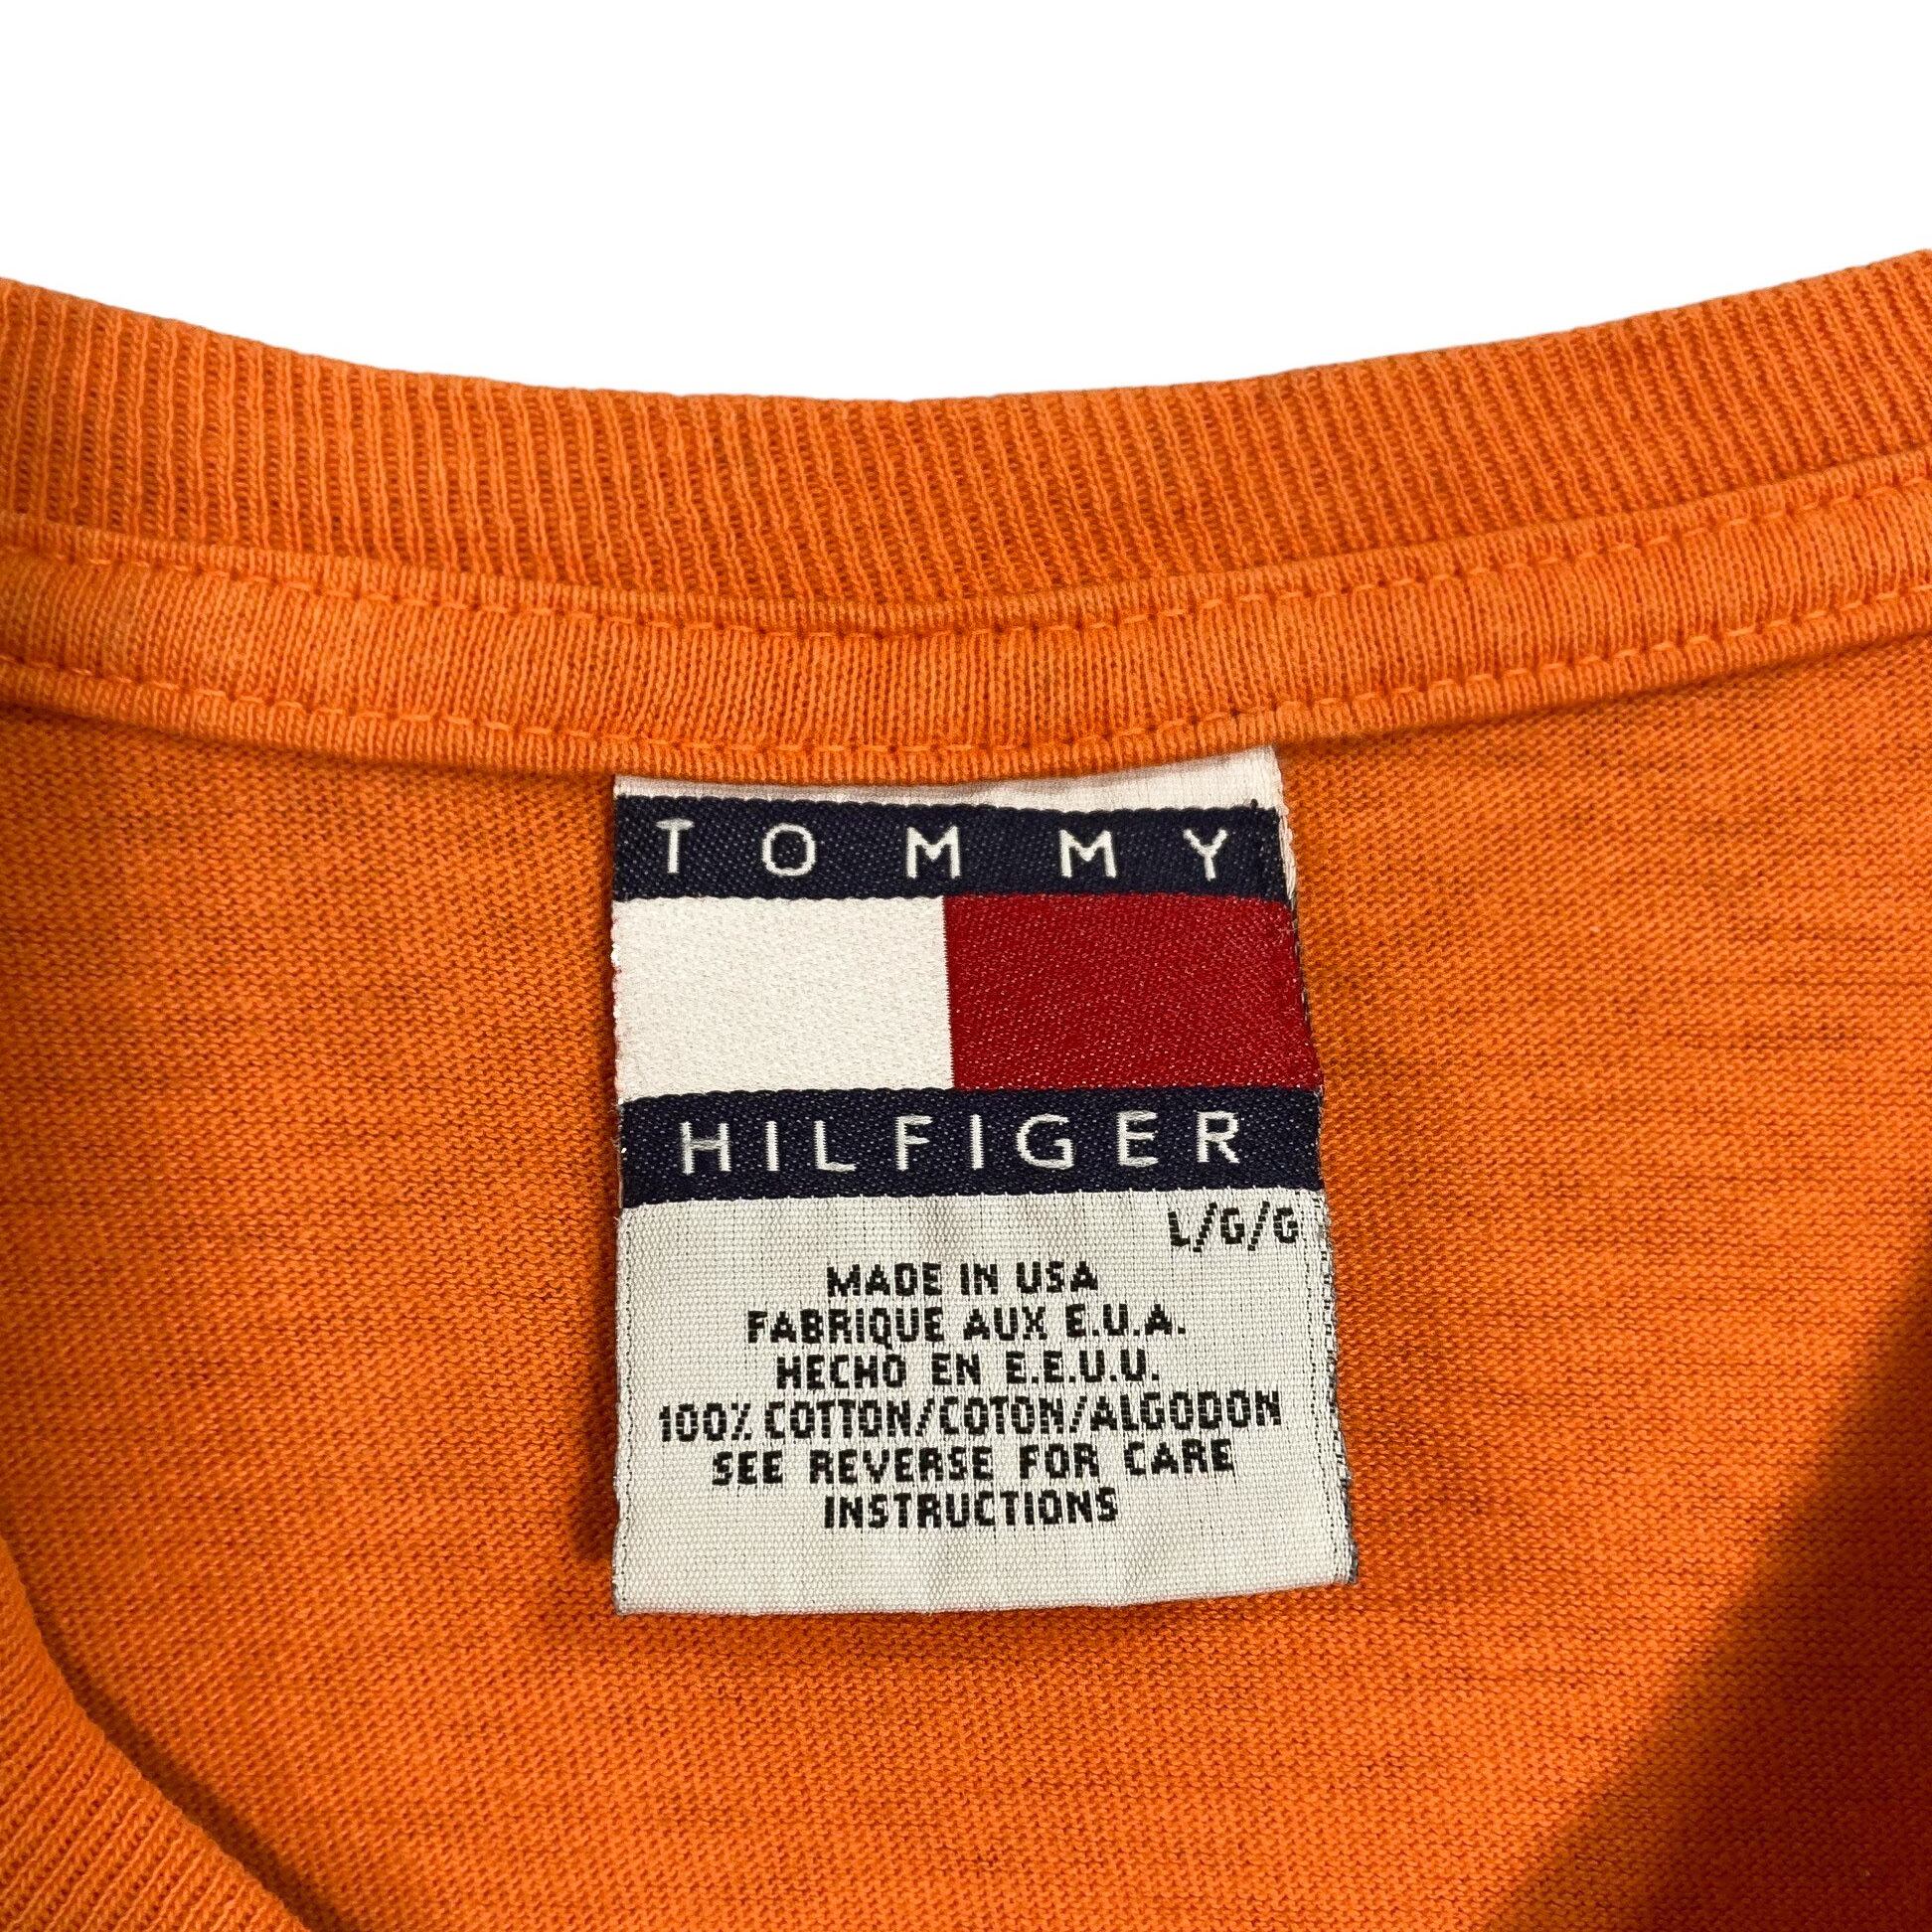 TOMMY
HILFIGER
L/G/G
MADE IN USA
FABRIQUE AUX E.U.A.
HECHO EN E.E.U.U.
100% COTTON/COTON/ALGODON
SEE REVERSE FOR CARE
INSTRUCTIONS